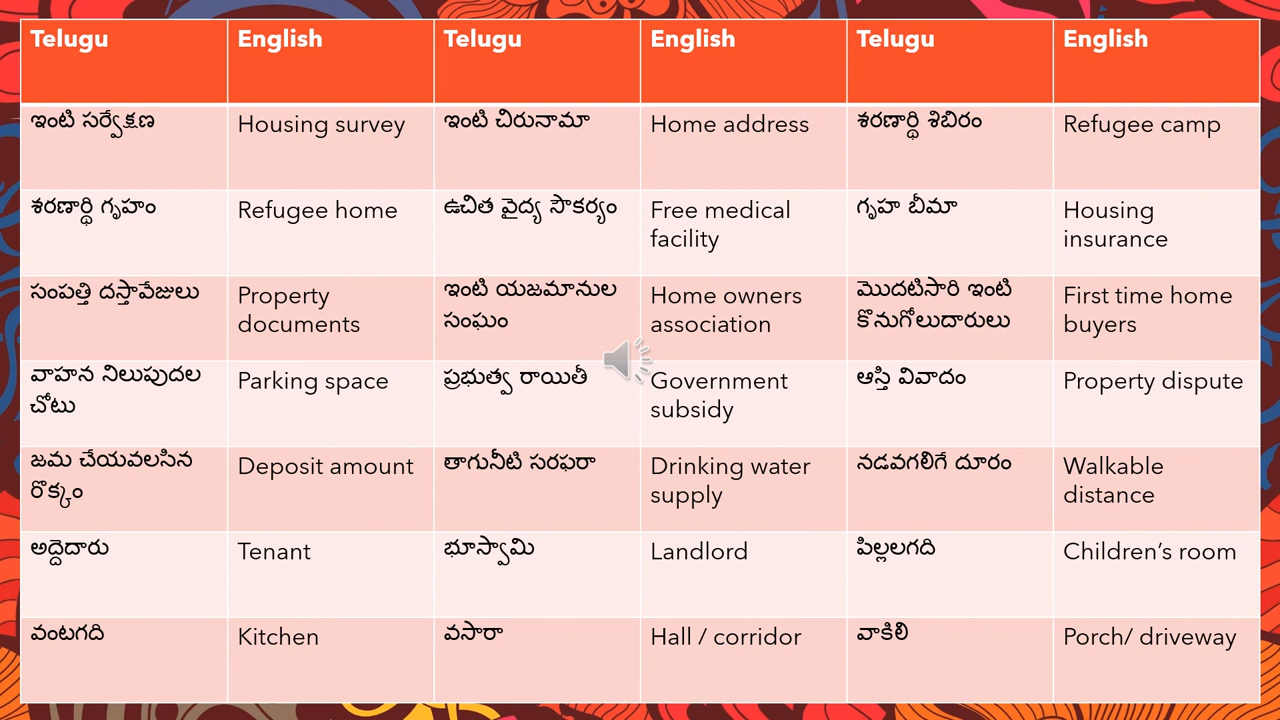 Telugu English Telugu English Telugu English
ఇంటి సర్వేక్షణ Housing survey ఇంటి చిరునామా Home address శరణార్థి శిబిరం Refugee camp
శరణార్థి గృహం Refugee home ఉచిత వైద్య సౌకర్యం Free medical గృహ బీమా Housing
facility insurance
సంపత్తి దస్తావేజులు Property ఇంటి యజమానుల Home owners మొదటిసారి ఇంటి First time home
documents సంఘం association కొనుగోలుదారులు buyers
వాహన నిలుపుదల Parking space ప్రభుత్వ రాయితీ Government ఆస్తి వివాదం Property dispute
చోటు subsidy
జమ చేయవలసిన Deposit amount తాగునీటి సరఫరా Drinking water నడవగలిగే దూరం Walkable
రొక్కం supply distance
అద్దెదారు Tenant భూస్వామి Landlord పిల్లలగది Children’s room
వంటగది Kitchen వసారా Hall / corridor వాకిలి Porch/ driveway